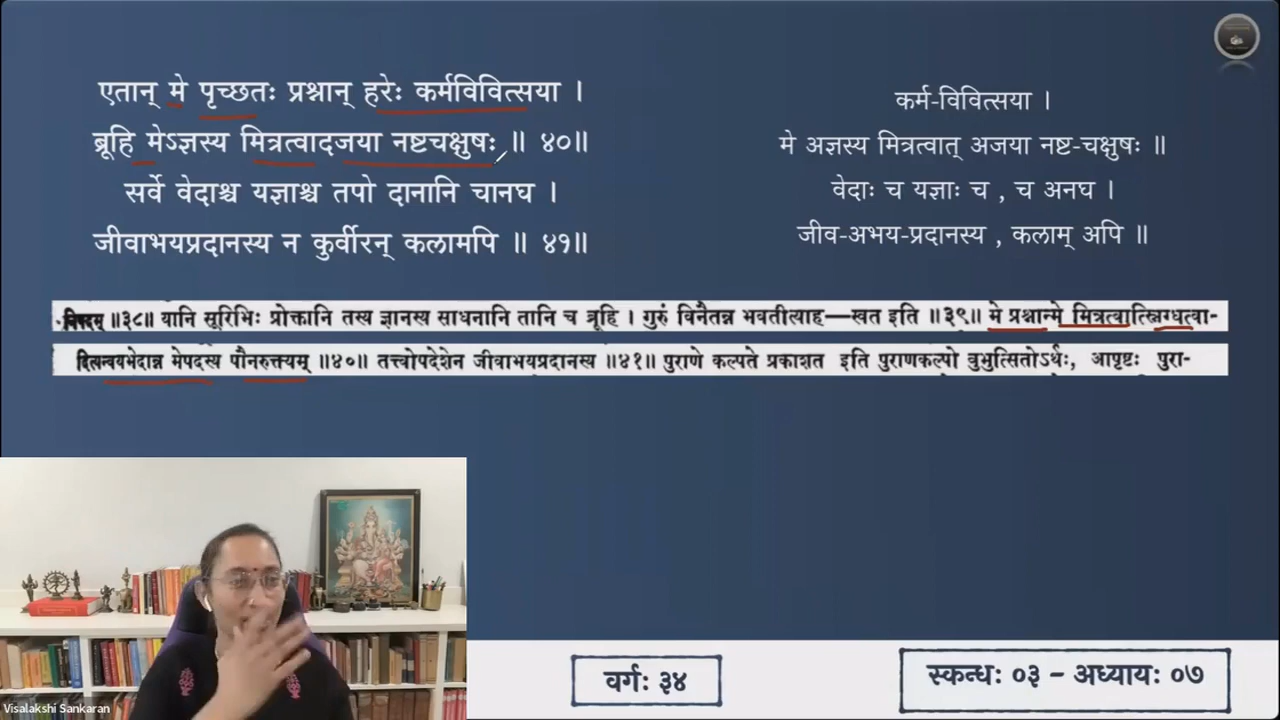 एतान् मे पृच्छतः प्रश्नान् हरेः कर्मविवित्सया ।
ब्रूहि मेऽज्ञस्य मित्रत्वादजया नष्टचक्षुषः ॥ ४०॥
सर्वे वेदाश्च यज्ञाश्च तपो दानानि चानघ ।
जीवाभयप्रदानस्य न कुर्वीरन् कलामपि ॥ ४१॥
कर्म-विवित्सया ।
मे अज्ञस्य मित्रत्वात् अजया नष्ट-चक्षुषः ॥
वेदाः च यज्ञाः च , च अनघ ।
जीव-अभय-प्रदानस्य , कलाम् अपि ॥
॥३८॥ यानि सूरिभिः प्रोक्तानि तस्य ज्ञानस्य साधनानि तानि च ब्रूहि । गुरुं विनैतन्न भवतीत्याह—स्वत इति ॥३९॥ मे प्रश्नान्मे मित्रत्वात्स्निग्धत्वा-
दित्यन्वयभेदान्न मेपदस्य पौनरुक्त्यम् ॥४०॥ तत्त्वोपदेशेन जीवाभयप्रदानस्य ॥४१॥ पुराणे कल्पते प्रकाशत इति पुराणकल्पो बुभुत्सितोऽर्थः, आपृष्टः पुरा-
Visalakshi Sankaran
वर्गः ३४
स्कन्धः ०३ – अध्यायः ०७